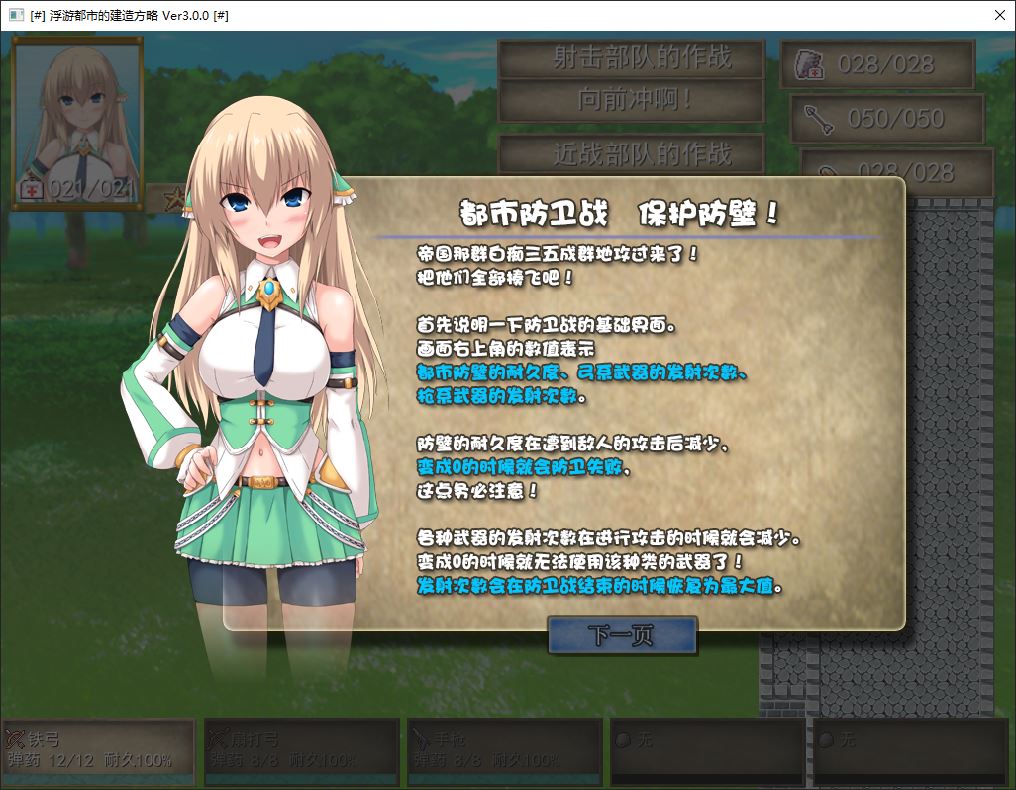 [#] 浮游都市的建造方略 Ver3.0.0 [#]
射击部队的作战
028/028
向前冲啊！
050/050
近战部队的作战
028/028
021/021
都市防卫战　保护防壁！
帝国那群白痴三五成群地攻过来了！
把他们全部揍飞吧！
首先说明一下防卫战的基础界面。
画面右上角的数值表示
都市防壁的耐久度、弓系武器的发射次数、
枪系武器的发射次数。
防壁的耐久度在遭到敌人的攻击后减少，
变成0的时候就会防卫失败，
这点务必注意！
各种武器的发射次数在进行攻击的时候就会减少。
变成0的时候就无法使用该种类的武器了！
发射次数会在防卫战结束的时候恢复为最大值。
下一页
铁弓
弹药 12/12 耐久100%
扇打弓
弹药 8/8 耐久100%
手枪
弹药 8/8 耐久100%
无
无